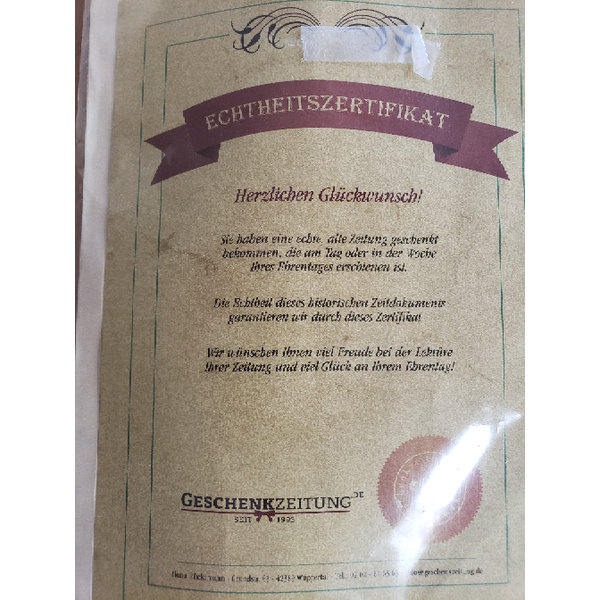 ECHTHEITSZERTIFIKAT
Herzlichen Glückwunsch!
Sie haben eine echte, alte Zeitung geschenkt
bekommen, die am Tag oder in der Woche
Ihres Ehrentages erschienen ist.
Die Echtheit dieses historischen Zeitdokuments
garantieren wir durch dieses Zertifikat
Wir wünschen Ihnen viel Freude bei der Lektüre
Ihrer Zeitung und viel Glück an Ihrem Ehrentag!
GESCHENKZEITUNG.DE
SEIT 1995
42389 Wuppertal